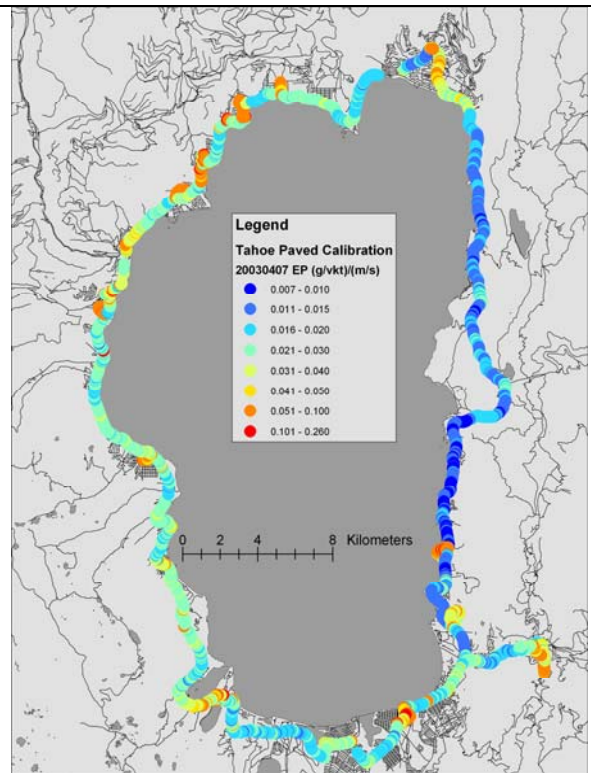 Legend
Tahoe Paved Calibration
20030407 EP (g/vkt)/(m/s)
0.007 - 0.010
0.011 - 0.015
0.016 - 0.020
0.021 - 0.030
0.031 - 0.040
0.041 - 0.050
0.051 - 0.100
0.101 - 0.260
0 2 4 8 Kilometers